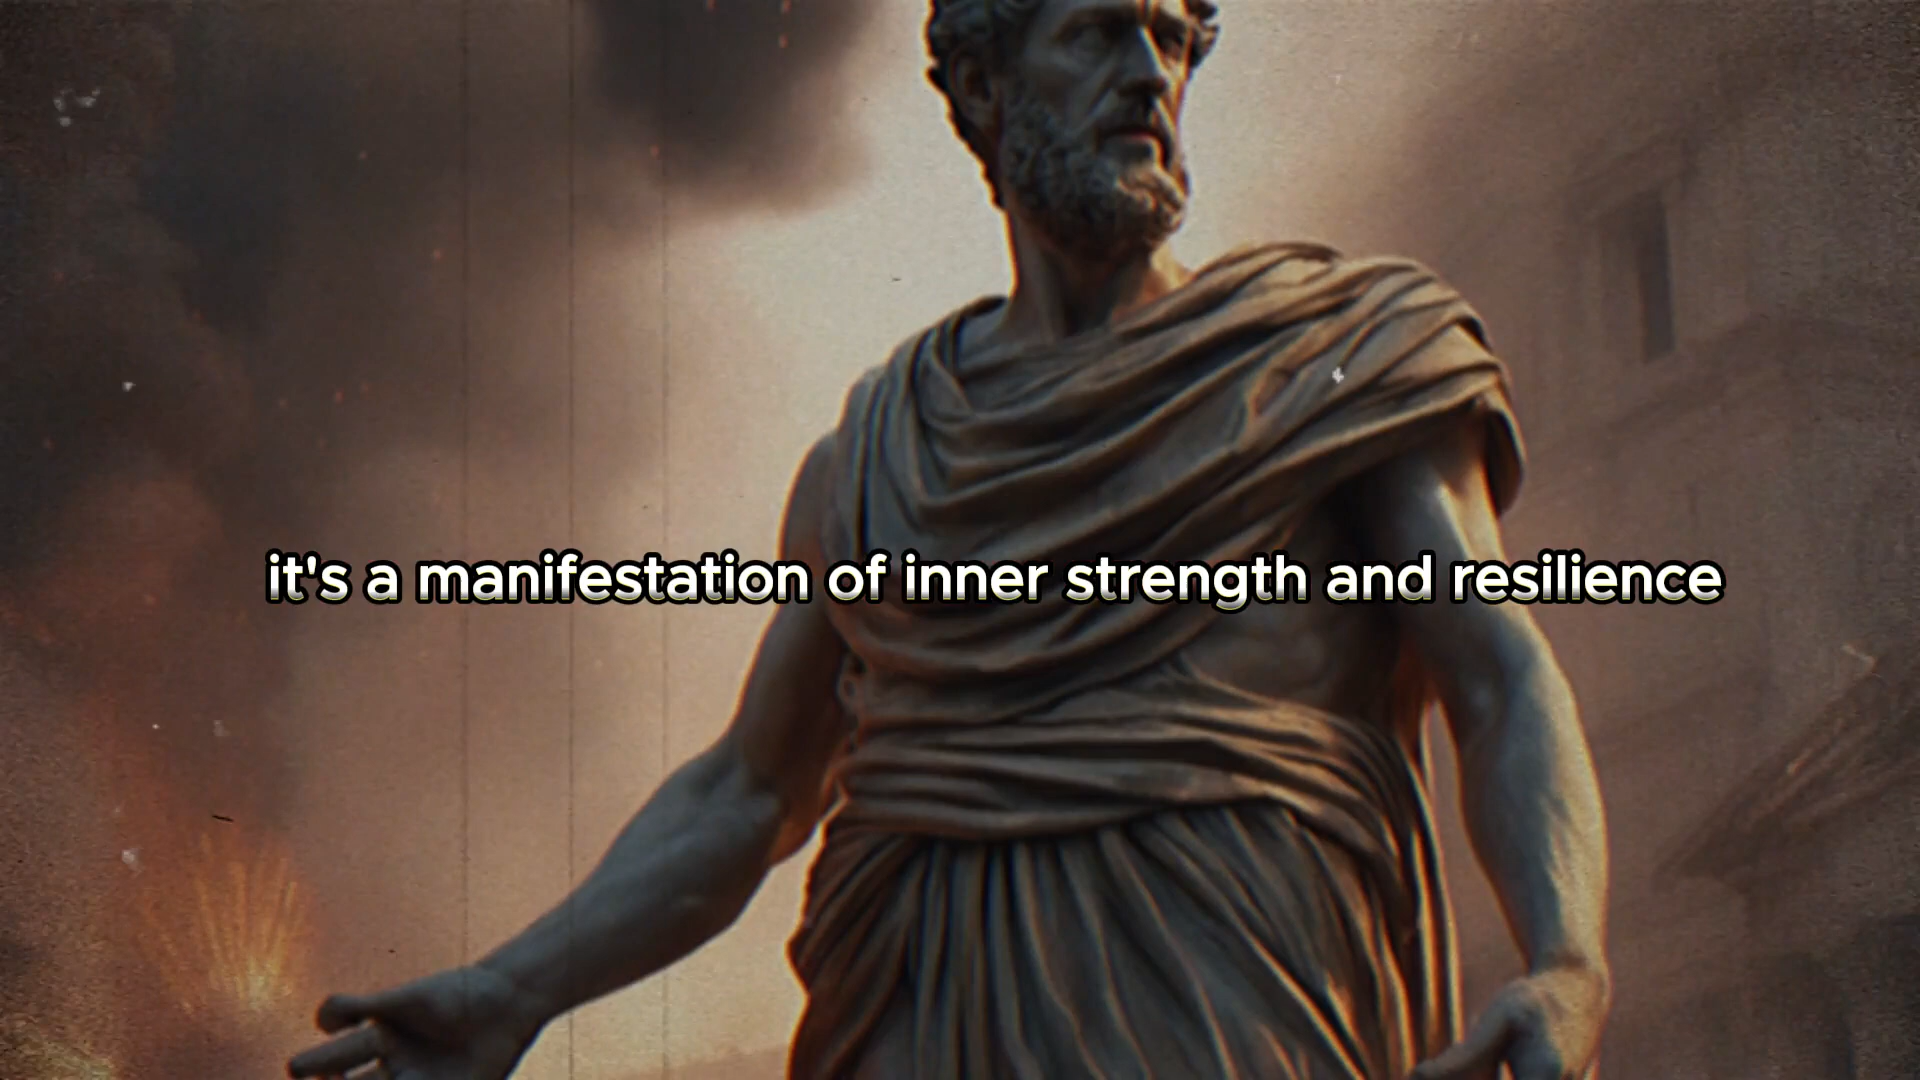 it's a manifestation of inner strength and resilience